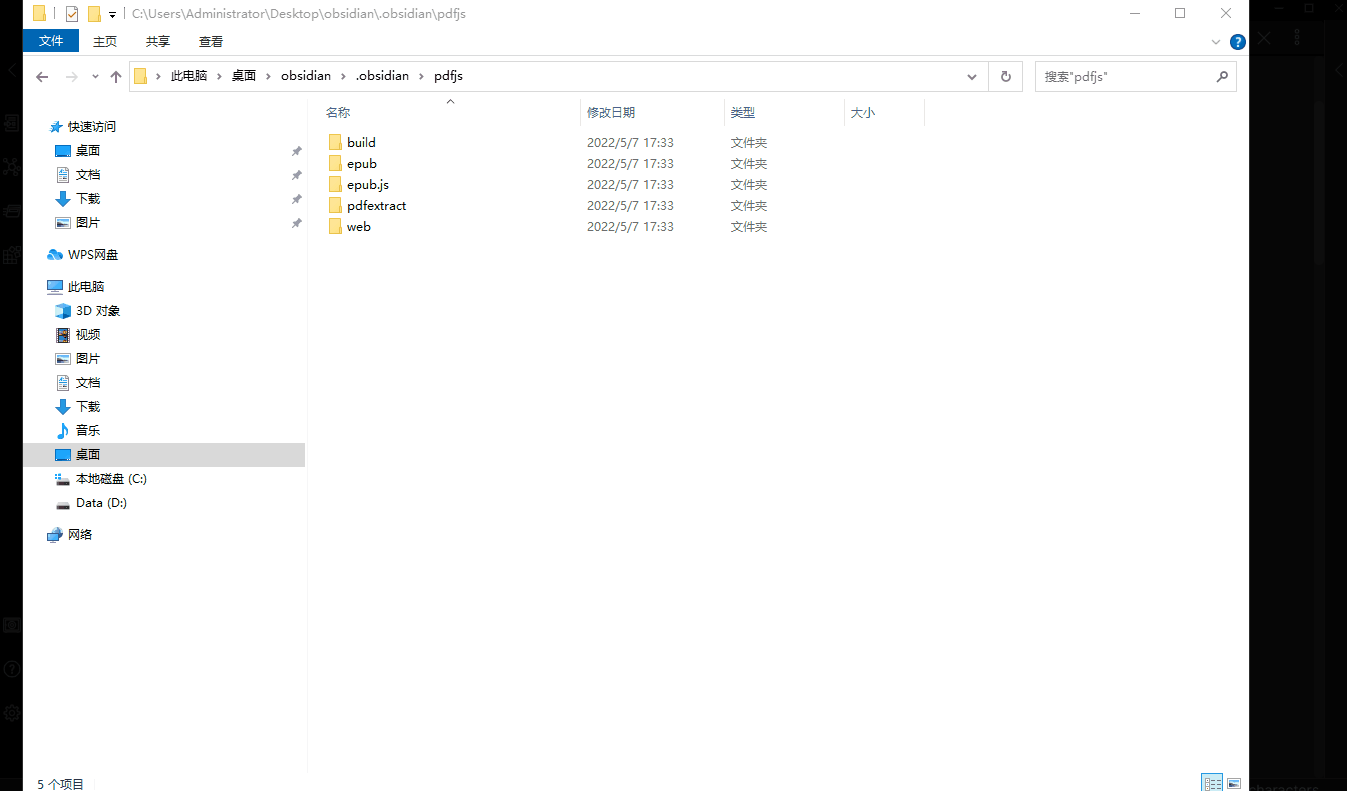 C:\Users\Administrator\Desktop\obsidian\.obsidian\pdfjs
文件 主页 共享 查看
此电脑 桌面 obsidian .obsidian pdfjs 搜索"pdfjs"
名称 修改日期 类型 大小
快速访问
桌面
文档
下载
图片
WPS网盘
此电脑
3D 对象
视频
图片
文档
下载
音乐
桌面
本地磁盘 (C:)
Data (D:)
网络
build 2022/5/7 17:33 文件夹
epub 2022/5/7 17:33 文件夹
epub.js 2022/5/7 17:33 文件夹
pdfextract 2022/5/7 17:33 文件夹
web 2022/5/7 17:33 文件夹
5 个项目
characters